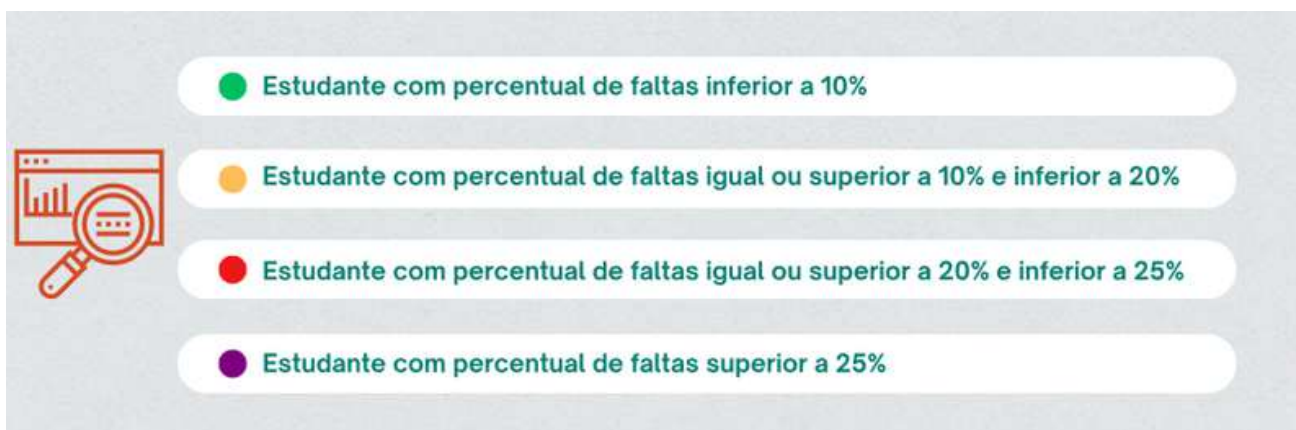 Estudante com percentual de faltas inferior a 10%
Estudante com percentual de faltas igual ou superior a 10% e inferior a 20%
Estudante com percentual de faltas igual ou superior a 20% e inferior a 25%
Estudante com percentual de faltas superior a 25%